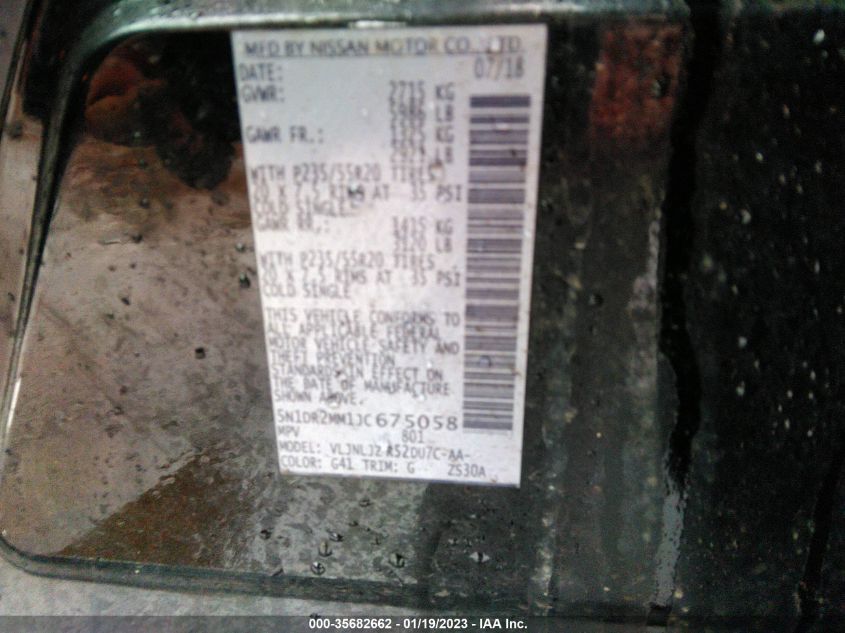 MFD BY NISSAN MOTOR CO., LTD.
DATE: 07/18
GVWR: 2715 KG
5986 LB
GAWR FR.: KG
LB
WITH P235/55R20 TIRES,
20 X 7.5 RIMS AT 35 PSI
COLD SINGLE
GAWR RR.: 1415 KG
3120 LB
WITH P235/55R20 TIRES,
20 X 7.5 RIMS AT 35 PSI
COLD SINGLE
THIS VEHICLE CONFORMS TO
ALL APPLICABLE FEDERAL
MOTOR VEHICLE SAFETY AND
THEFT PREVENTION
STANDARDS IN EFFECT ON
THE DATE OF MANUFACTURE
SHOWN ABOVE.
5N1DR2MM1JC675058
MPV 801
MODEL: VLJNLJ2 R52DU7C-AA-
COLOR: G41 TRIM: G ZS30A
000-35682662 - 01/19/2023 - IAA Inc.